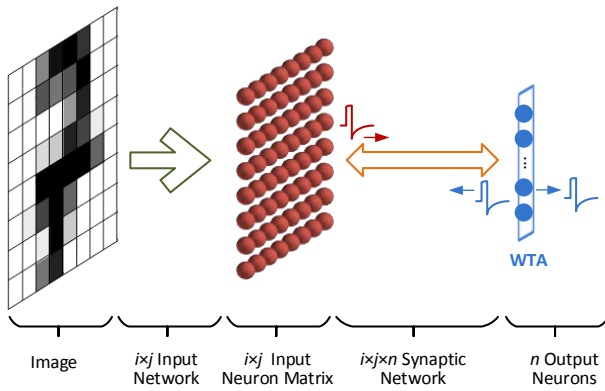 WTA
Image
i×j Input
Network
i×j Input
Neuron Matrix
i×j×n Synaptic
Network
n Output
Neurons